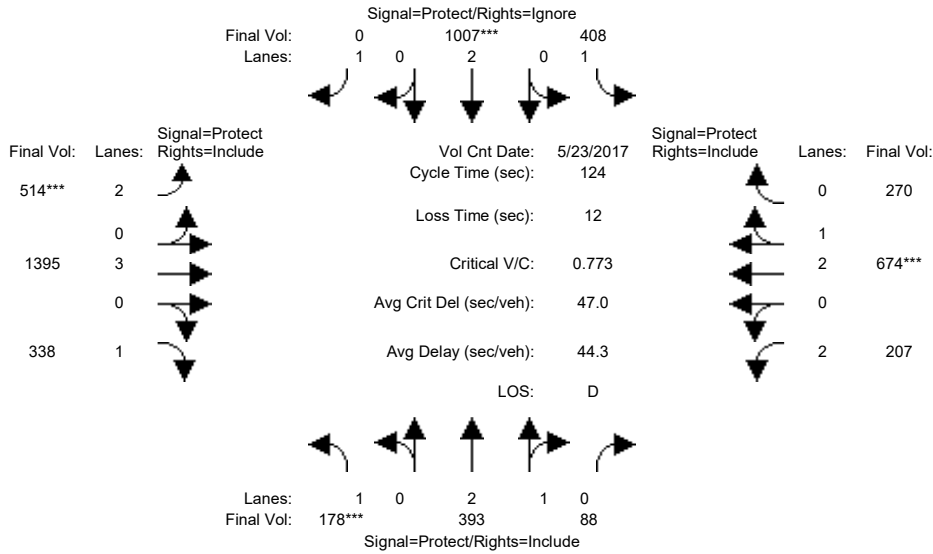 Signal=Protect/Rights=Ignore
Final Vol: 0 1007*** 408
Lanes: 1 0 2 0 1
Signal=Protect
Final Vol: Lanes: Rights=Include
Vol Cnt Date: 5/23/2017
Signal=Protect
Rights=Include Lanes: Final Vol:
Cycle Time (sec): 124
514*** 2
0 270
Loss Time (sec): 12
0
1
1395 3
Critical V/C: 0.773
2 674***
0
Avg Crit Del (sec/veh): 47.0
0
338 1
Avg Delay (sec/veh): 44.3
2 207
LOS: D
Lanes: 1 0 2 1 0
Final Vol: 178*** 393 88
Signal=Protect/Rights=Include